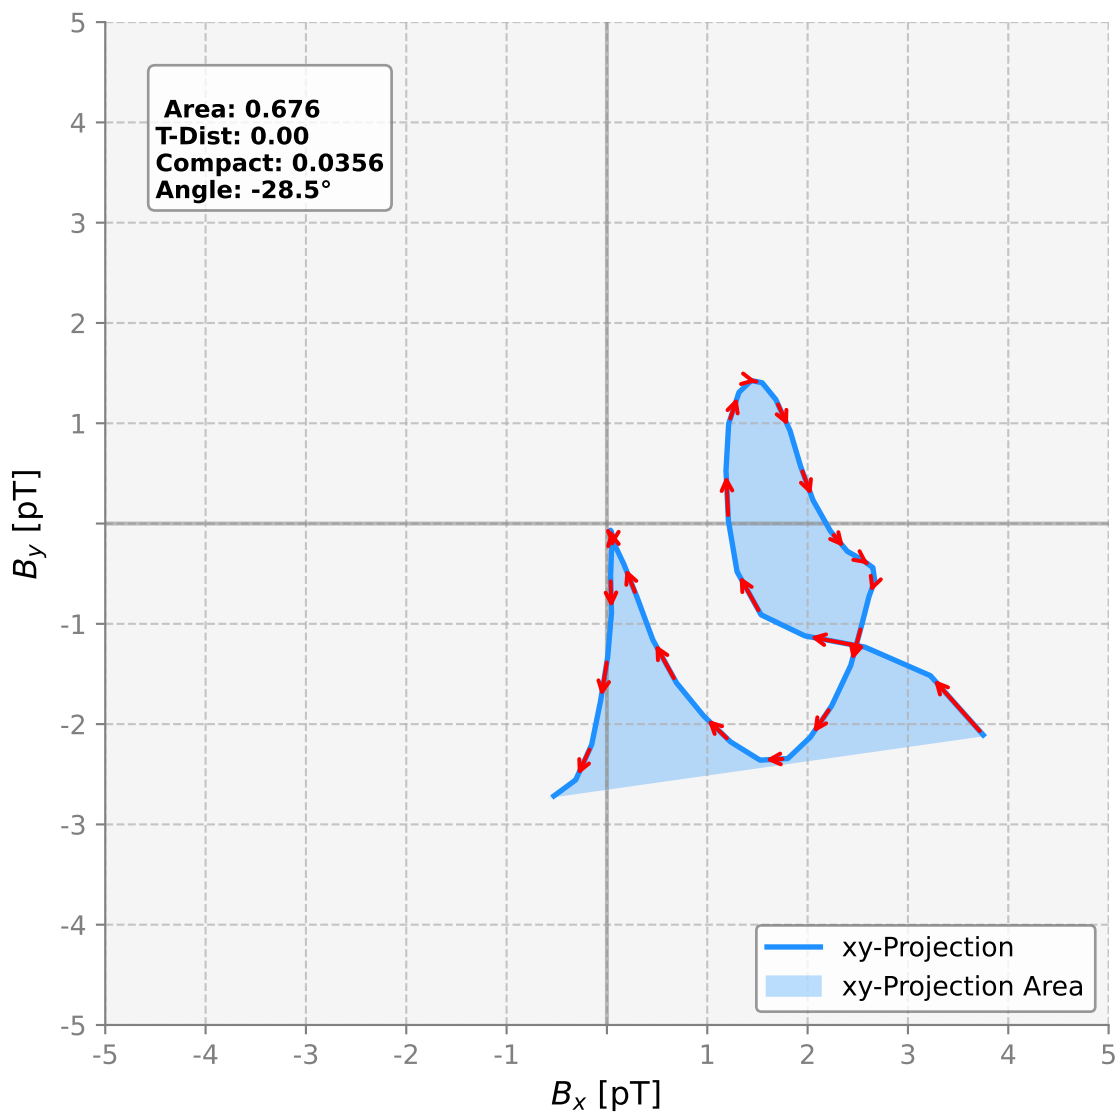 5
4
3
2
1
-1
-2
-3
-4
-5
-5 -4 -3 -2 -1 1 2 3 4 5
B_y [pT]
B_x [pT]
Area: 0.676
T-Dist: 0.00
Compact: 0.0356
Angle: -28.5°
xy-Projection
xy-Projection Area